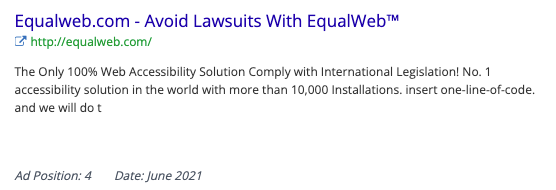 Equalweb.com - Avoid Lawsuits With EqualWeb™
http://equalweb.com/
The Only 100% Web Accessibility Solution Comply with International Legislation! No. 1
accessibility solution in the world with more than 10,000 Installations. insert one-line-of-code.
and we will do t
Ad Position: 4 Date: June 2021